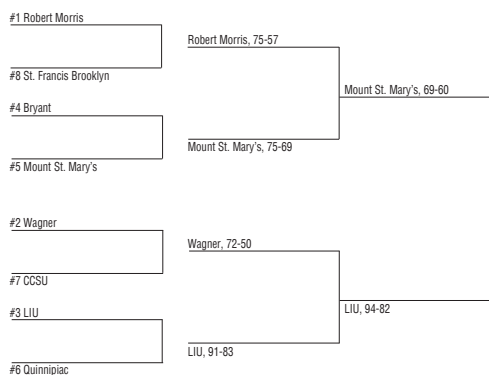 #1 Robert Morris
Robert Morris, 75-57
#8 St. Francis Brooklyn
Mount St. Mary’s, 69-60
#4 Bryant
Mount St. Mary’s, 75-69
#5 Mount St. Mary’s
#2 Wagner
Wagner, 72-50
#7 CCSU
LIU, 94-82
#3 LIU
LIU, 91-83
#6 Quinnipiac